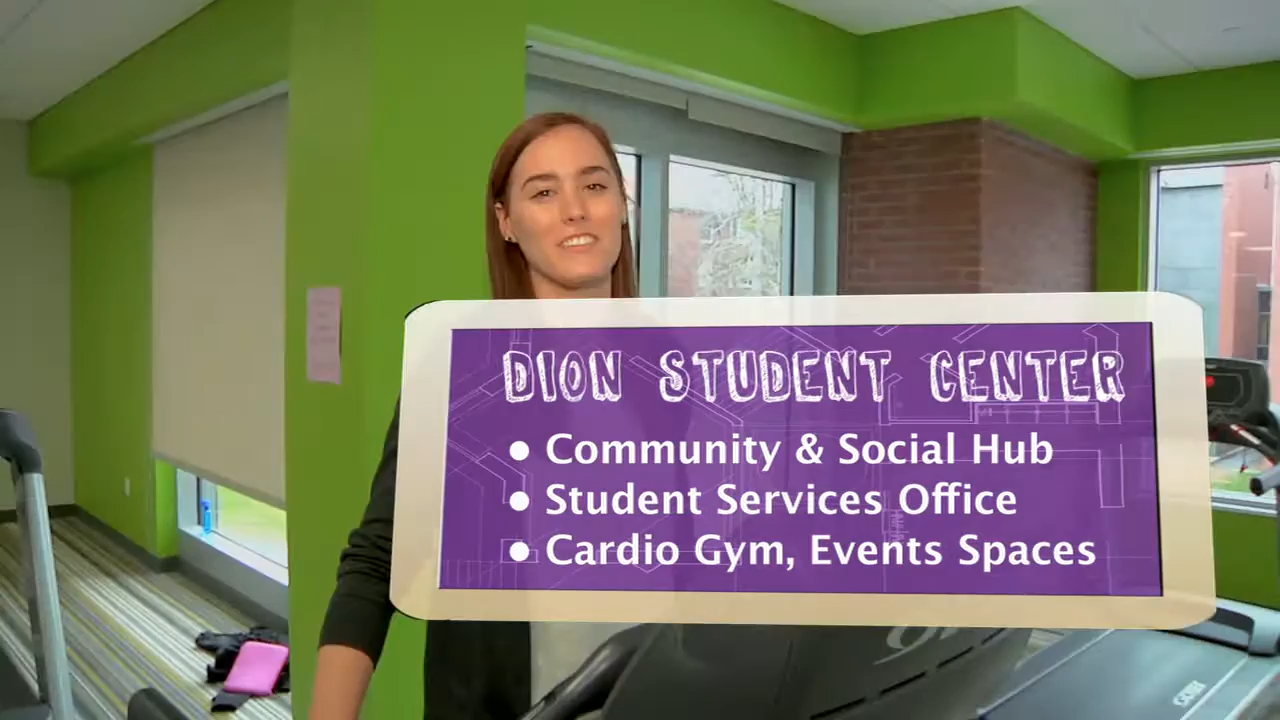 DION STUDENT CENTER
• Community & Social Hub
• Student Services Office
• Cardio Gym, Events Spaces